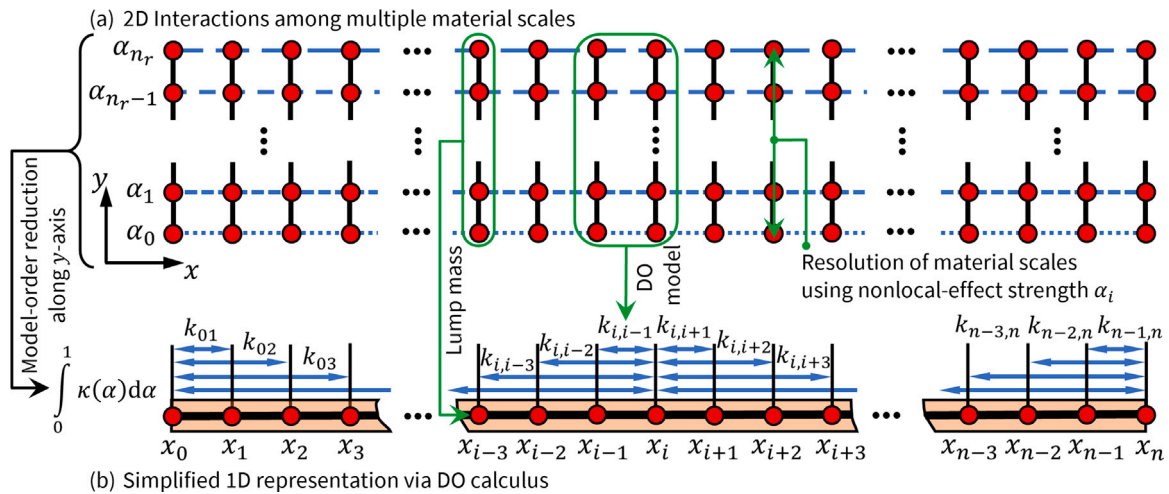 (a) 2D Interactions among multiple material scales
α_{n_r}
α_{n_r−1}
α_1
α_0
y
x
Model-order reduction
along y-axis
Lump mass
DO
model
Resolution of material scales
using nonlocal-effect strength α_i
k_{01}
k_{02}
k_{03}
k_{i,i−3}
k_{i,i−2}
k_{i,i−1}
k_{i,i+1}
k_{i,i+2}
k_{i,i+3}
k_{n−3,n}
k_{n−2,n}
k_{n−1,n}
∫_0^1 κ(α)dα
x_0 x_1 x_2 x_3 ••• x_{i−3} x_{i−2} x_{i−1} x_i x_{i+1} x_{i+2} x_{i+3} ••• x_{n−3} x_{n−2} x_{n−1} x_n
(b) Simplified 1D representation via DO calculus